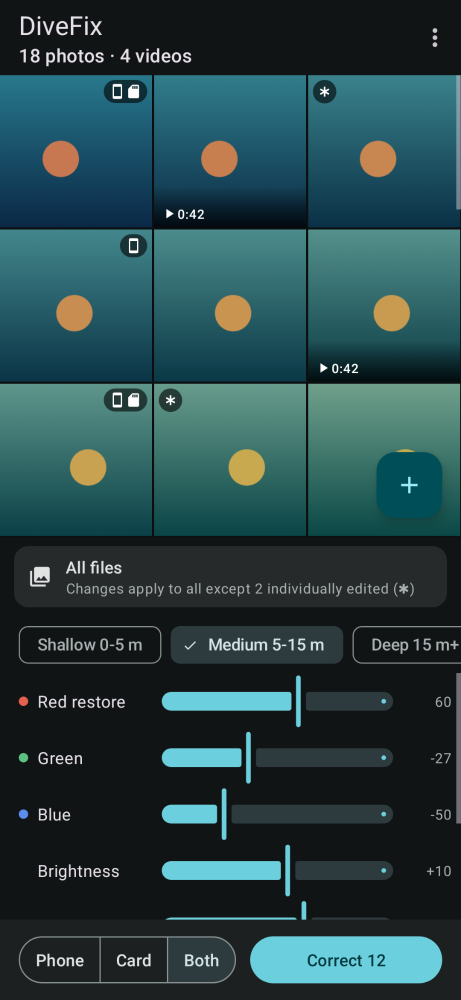 DiveFix
18 photos · 4 videos
0:42
0:42
All files
Changes apply to all except 2 individually edited (✱)
Shallow 0-5 m
Medium 5-15 m
Deep 15 m+
Red restore 60
Green -27
Blue -50
Brightness +10
Phone Card Both
Correct 12